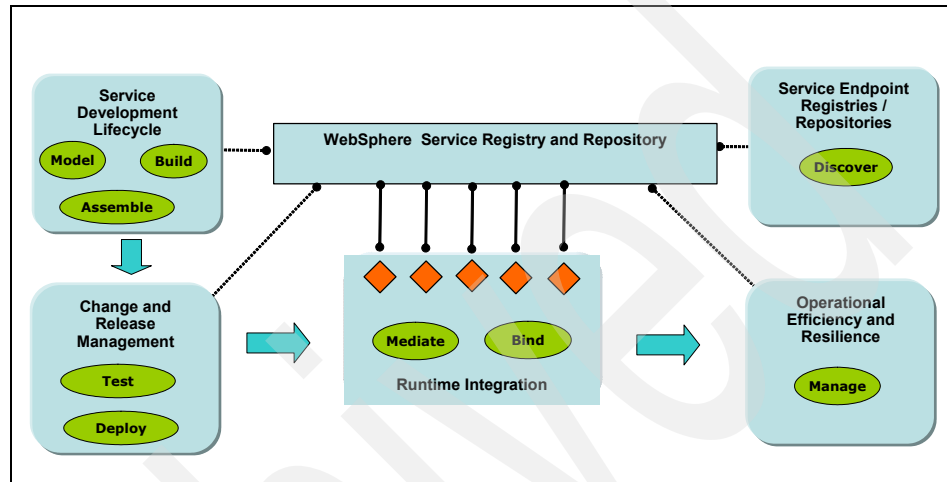 Service
Development
Lifecycle
Model
Build
Assemble
WebSphere Service Registry and Repository
Service Endpoint
Registries /
Repositories
Discover
Change and
Release
Management
Test
Deploy
Mediate
Bind
Runtime Integration
Operational
Efficiency and
Resilience
Manage